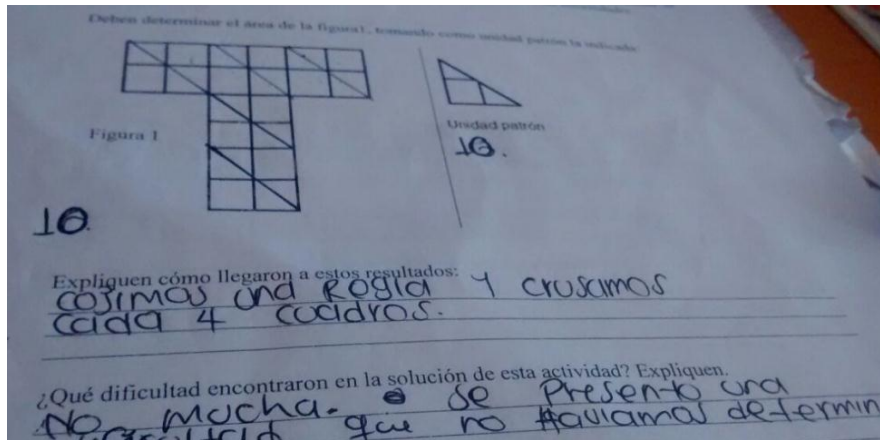 Deben determinar el área de la figura1, tomando como unidad patrón la indicada
Figura 1
Unidad patrón
10.
10.
Expliquen cómo llegaron a estos resultados:
COJIMOS UNA REGLA Y CRUSAMOS
Cada 4 CUADROS.
¿Qué dificultad encontraron en la solución de esta actividad? Expliquen.
No mucha. se Presento una
que no Haviamos determin